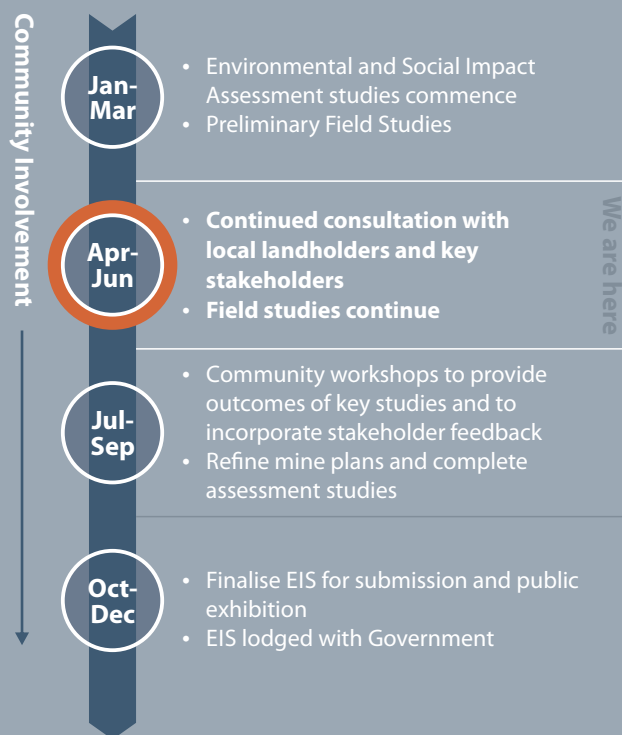 Community Involvement
Jan-
Mar
• Environmental and Social Impact
Assessment studies commence
• Preliminary Field Studies
Apr-
Jun
• Continued consultation with
local landholders and key
stakeholders
• Field studies continue
We are here
Jul-
Sep
• Community workshops to provide
outcomes of key studies and to
incorporate stakeholder feedback
• Refine mine plans and complete
assessment studies
Oct-
Dec
• Finalise EIS for submission and public
exhibition
• EIS lodged with Government